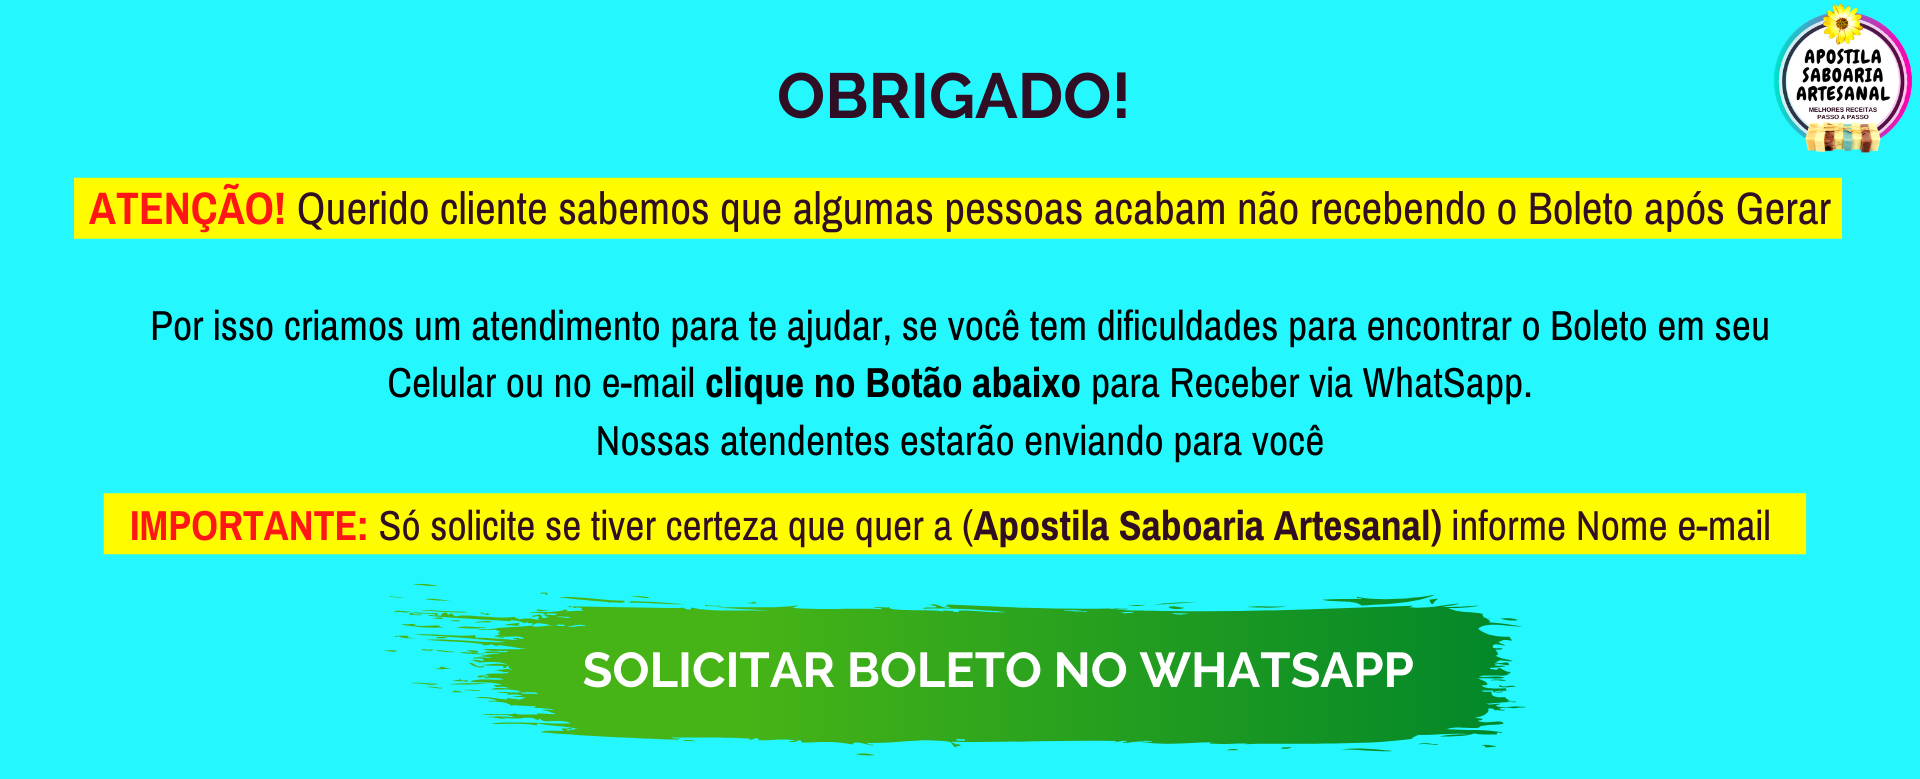 APOSTILA
SABOARIA
ARTESANAL
MELHORES RECEITAS
PASSO A PASSO
OBRIGADO!
ATENÇÃO! Querido cliente sabemos que algumas pessoas acabam não recebendo o Boleto após Gerar
Por isso criamos um atendimento para te ajudar, se você tem dificuldades para encontrar o Boleto em seu
Celular ou no e-mail clique no Botão abaixo para Receber via WhatSapp.
Nossas atendentes estarão enviando para você
IMPORTANTE: Só solicite se tiver certeza que quer a (Apostila Saboaria Artesanal) informe Nome e-mail
SOLICITAR BOLETO NO WHATSAPP